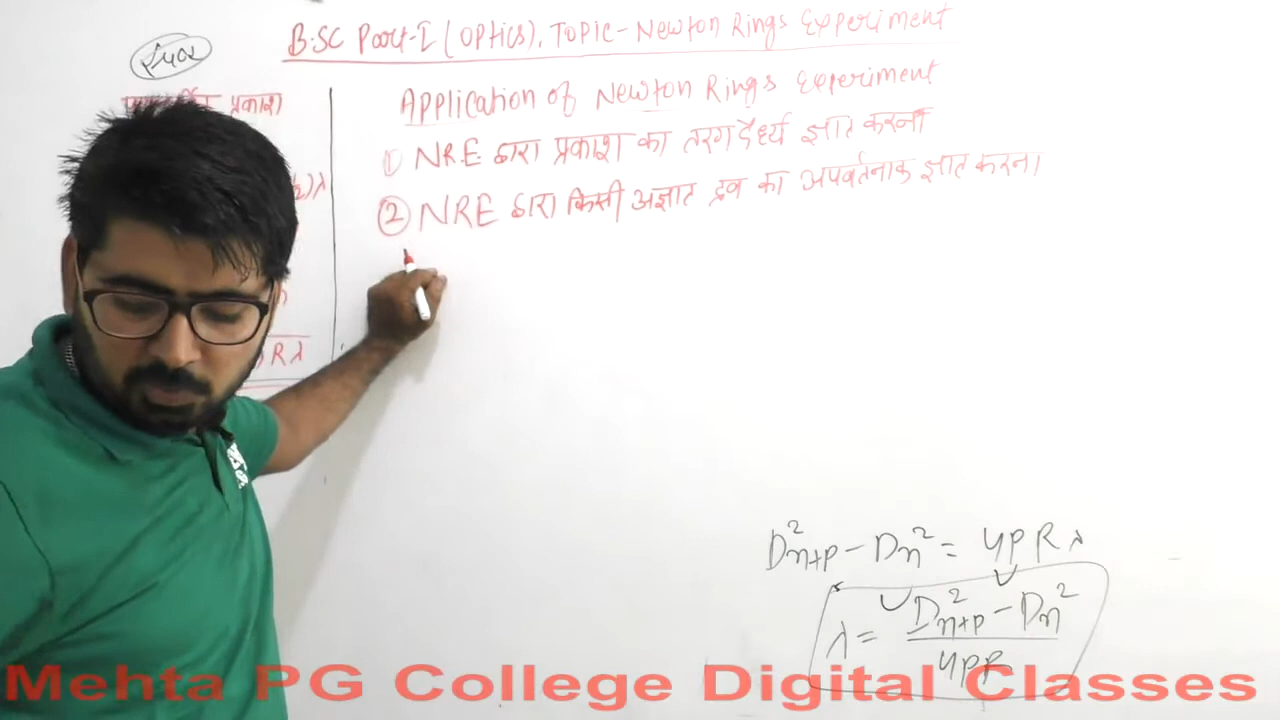 B.SC Part-I (Optics). Topic - Newton Rings Experiment
प्रकाश
Application of Newton Rings Experiment
① N.R.E. द्वारा प्रकाश का तरंगदैर्ध्य ज्ञात करना
② NRE द्वारा किसी अज्ञात द्रव का अपवर्तनाक ज्ञात करना
)λ
Rλ
D²n+p - Dn² = 4PRλ
λ = D²n+p - Dn² / 4PR
Mehta PG College Digital Classes